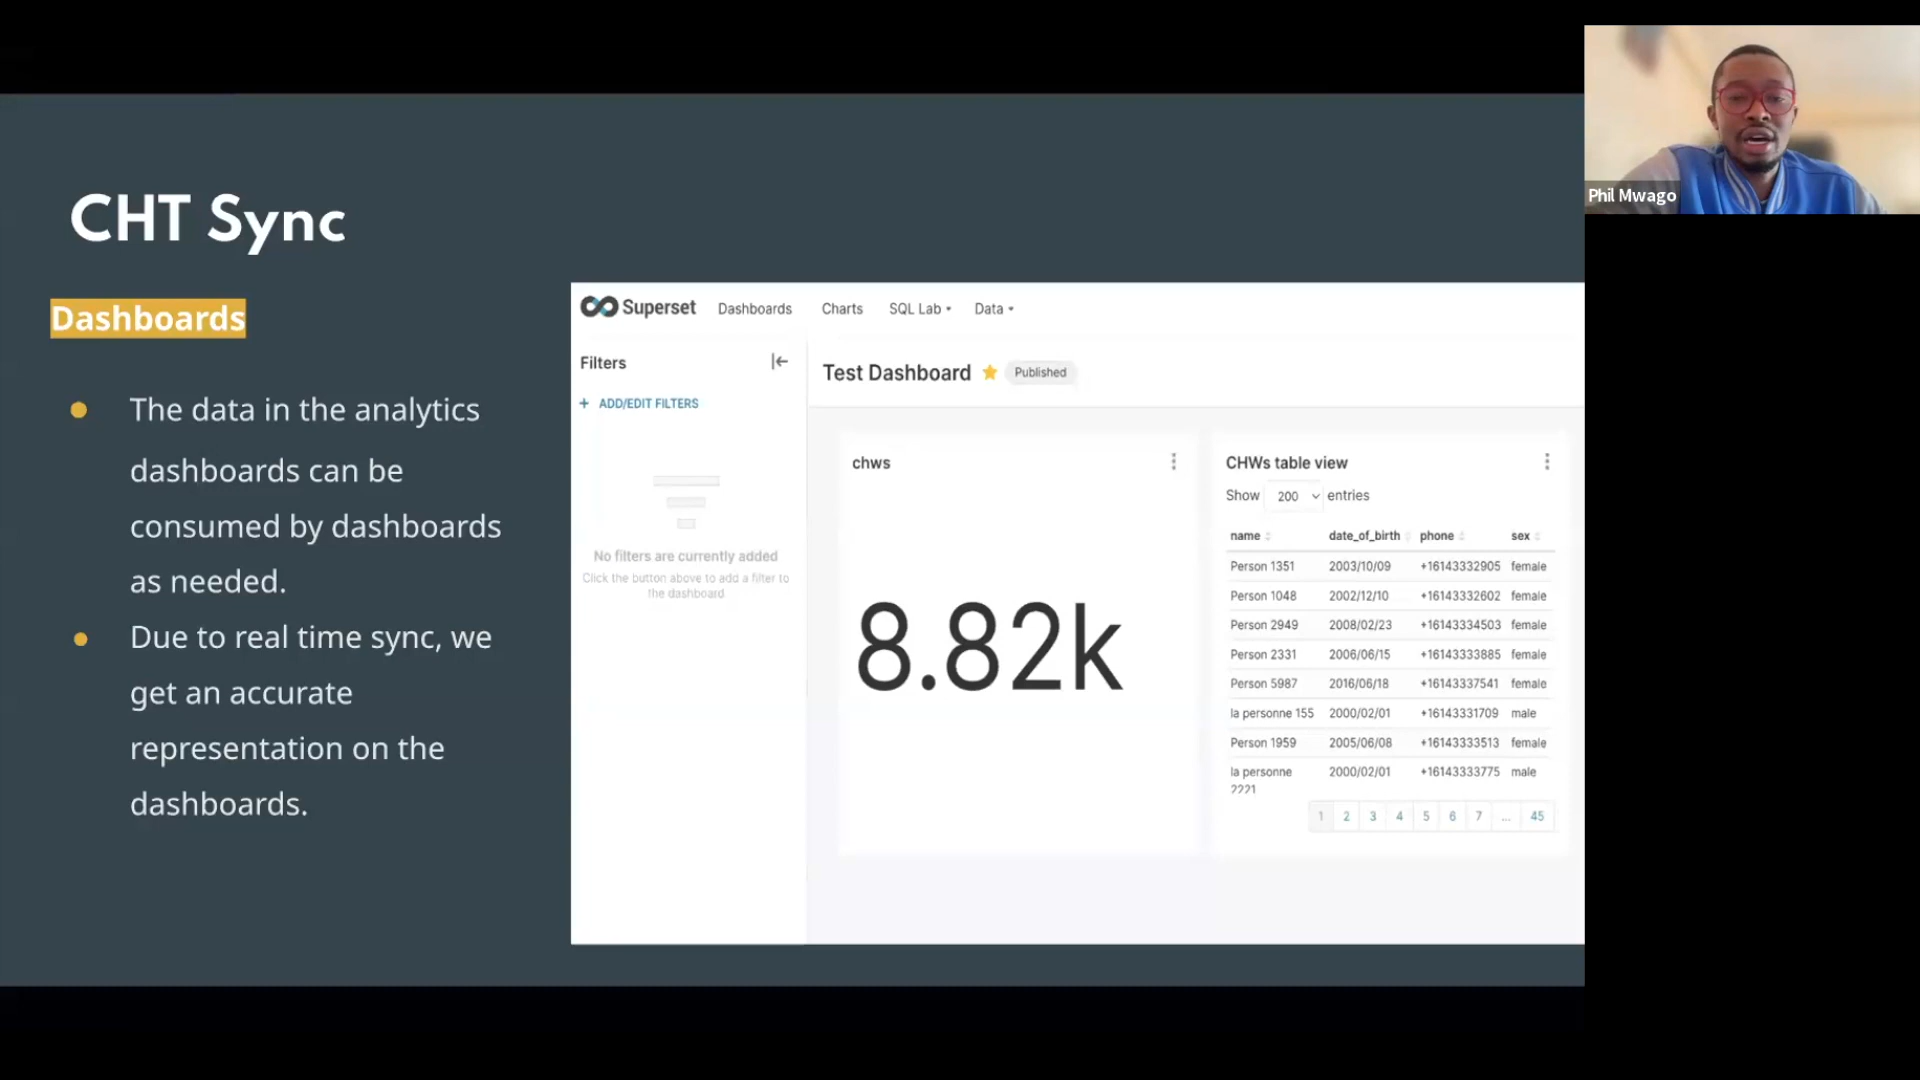 CHT Sync
Dashboards
The data in the analytics
dashboards can be
consumed by dashboards
as needed.
Due to real time sync, we
get an accurate
representation on the
dashboards.
Superset Dashboards Charts SQL Lab Data
Filters
+ ADD/EDIT FILTERS
No filters are currently added
Click the button above to add a filter to
the dashboard
Test Dashboard Published
chws
8.82k
CHWs table view
Show 200 entries
name date_of_birth phone sex
Person 1351 2003/10/09 +16143332905 female
Person 1048 2002/12/10 +16143332602 female
Person 2949 2008/02/23 +16143334503 female
Person 2331 2006/06/15 +16143333885 female
Person 5987 2016/06/18 +16143337541 female
la personne 155 2000/02/01 +16143331709 male
Person 1959 2005/06/08 +16143333513 female
la personne 2000/02/01 +16143333775 male
2221
1 2 3 4 5 6 7 ... 45
Phil Mwago